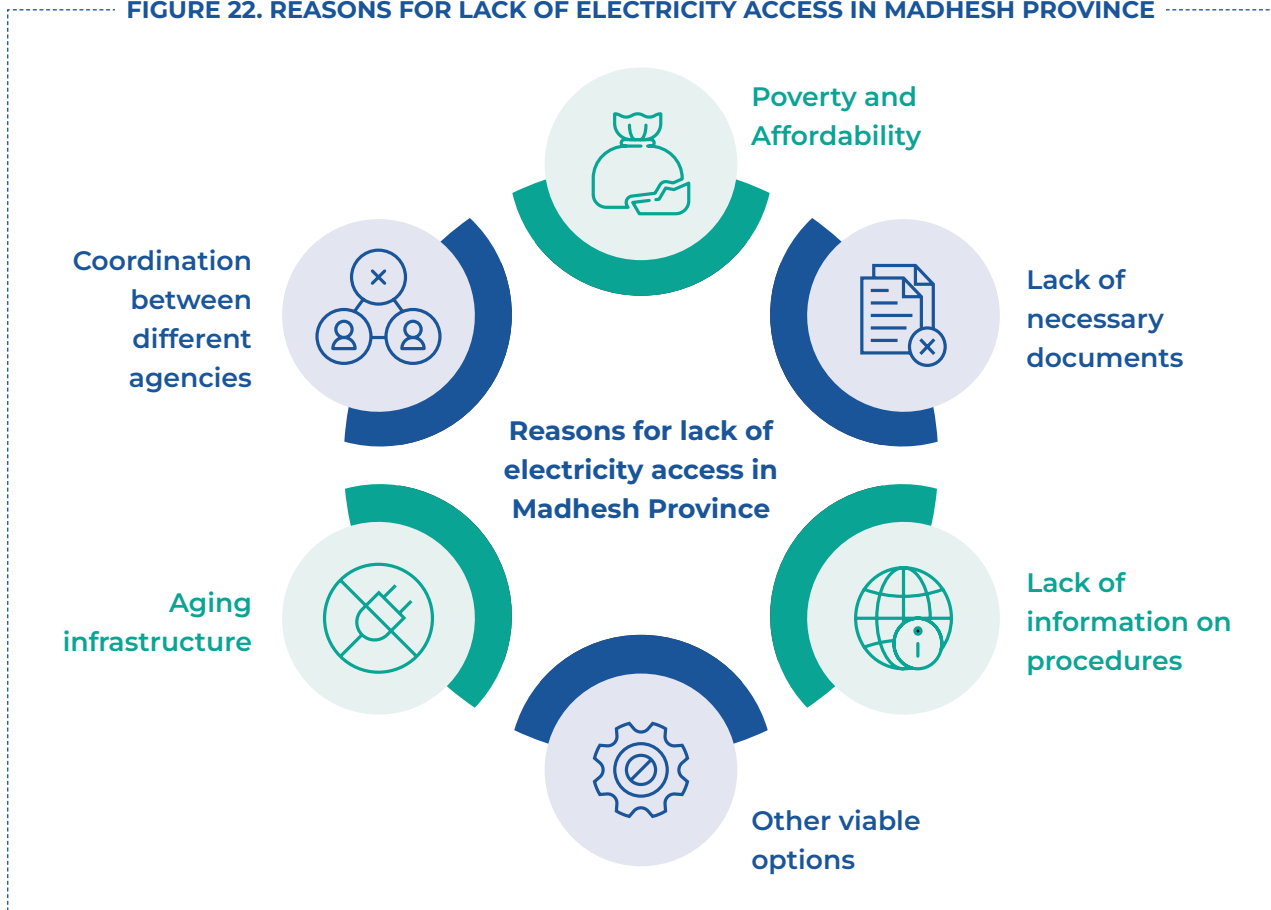 FIGURE 22. REASONS FOR LACK OF ELECTRICITY ACCESS IN MADHESH PROVINCE
Poverty and
Affordability
Lack of
necessary
documents
Lack of
information on
procedures
Other viable
options
Aging
infrastructure
Coordination
between
different
agencies
Reasons for lack of
electricity access in
Madhesh Province